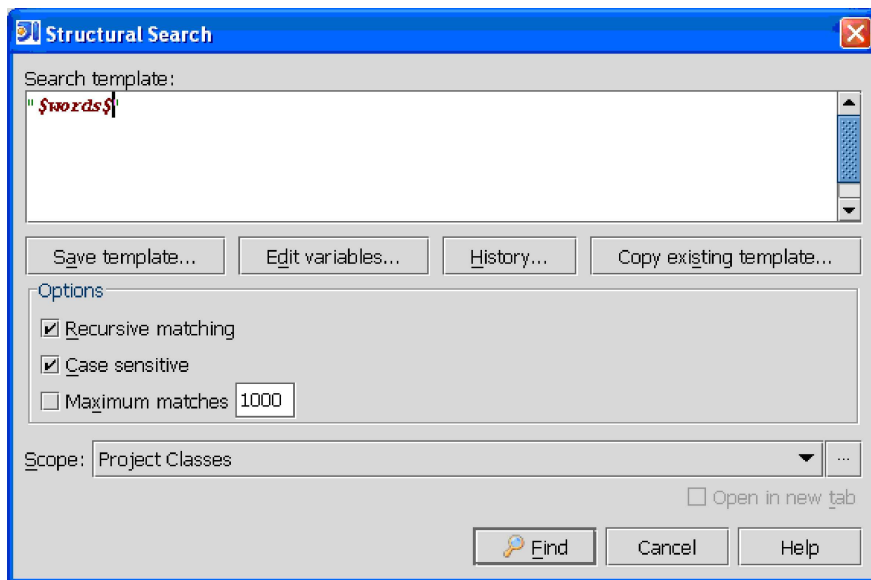 Structural Search
Search template:
"$words$"
Save template... Edit variables... History... Copy existing template...
Options
Recursive matching
Case sensitive
Maximum matches 1000
Scope: Project Classes ...
Open in new tab
Find Cancel Help